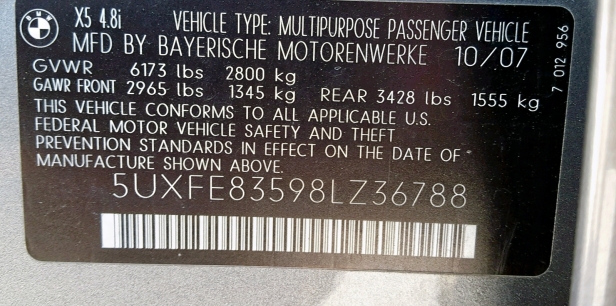 BMW
X5 4.8i VEHICLE TYPE: MULTIPURPOSE PASSENGER VEHICLE
MFD BY BAYERISCHE MOTORENWERKE 10/07
GVWR 6173 lbs 2800 kg
GAWR FRONT 2965 lbs 1345 kg REAR 3428 lbs 1555 kg
THIS VEHICLE CONFORMS TO ALL APPLICABLE U.S.
FEDERAL MOTOR VEHICLE SAFETY AND THEFT
PREVENTION STANDARDS IN EFFECT ON THE DATE OF
MANUFACTURE SHOWN ABOVE.
5UXFE83598LZ36788
7 012 956